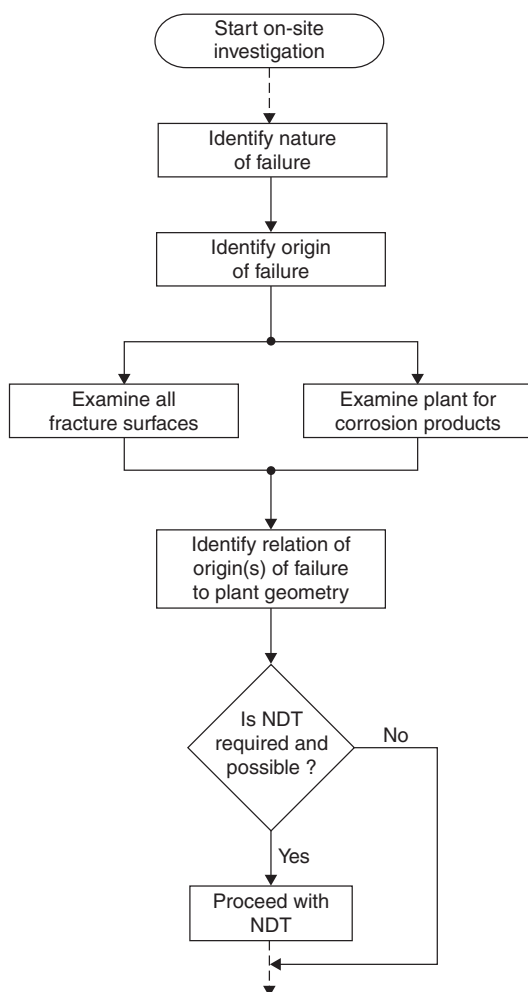 Start on-site
investigation
Identify nature
of failure
Identify origin
of failure
Examine all
fracture surfaces
Examine plant for
corrosion products
Identify relation of
origin(s) of failure
to plant geometry
Is NDT
required and
possible ?
No
Yes
Proceed with
NDT